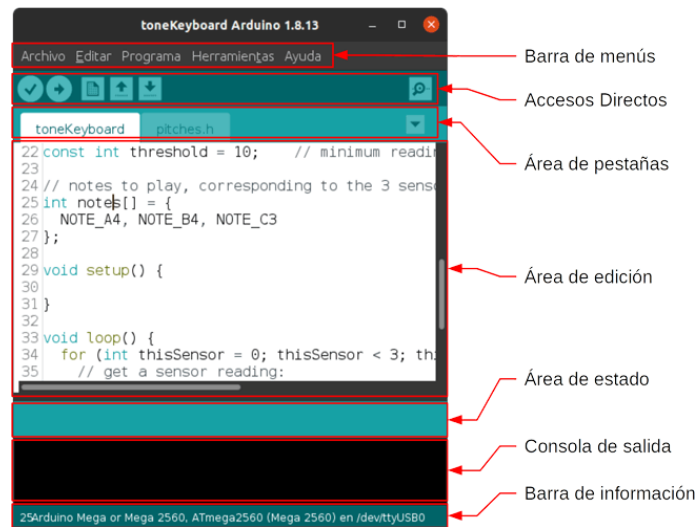 toneKeyboard Arduino 1.8.13
Archivo Editar Programa Herramientas Ayuda
Barra de menús
Accesos Directos
toneKeyboard pitches.h
Área de pestañas
22 const int threshold = 10; // minimum readin
23
24 // notes to play, corresponding to the 3 senso
25 int notes[] = {
26 NOTE_A4, NOTE_B4, NOTE_C3
27 };
28
29 void setup() {
30
31 }
32
33 void loop() {
34 for (int thisSensor = 0; thisSensor < 3; thi
35 // get a sensor reading:
Área de edición
Área de estado
Consola de salida
25Arduino Mega or Mega 2560, ATmega2560 (Mega 2560) en /dev/ttyUSB0
Barra de información